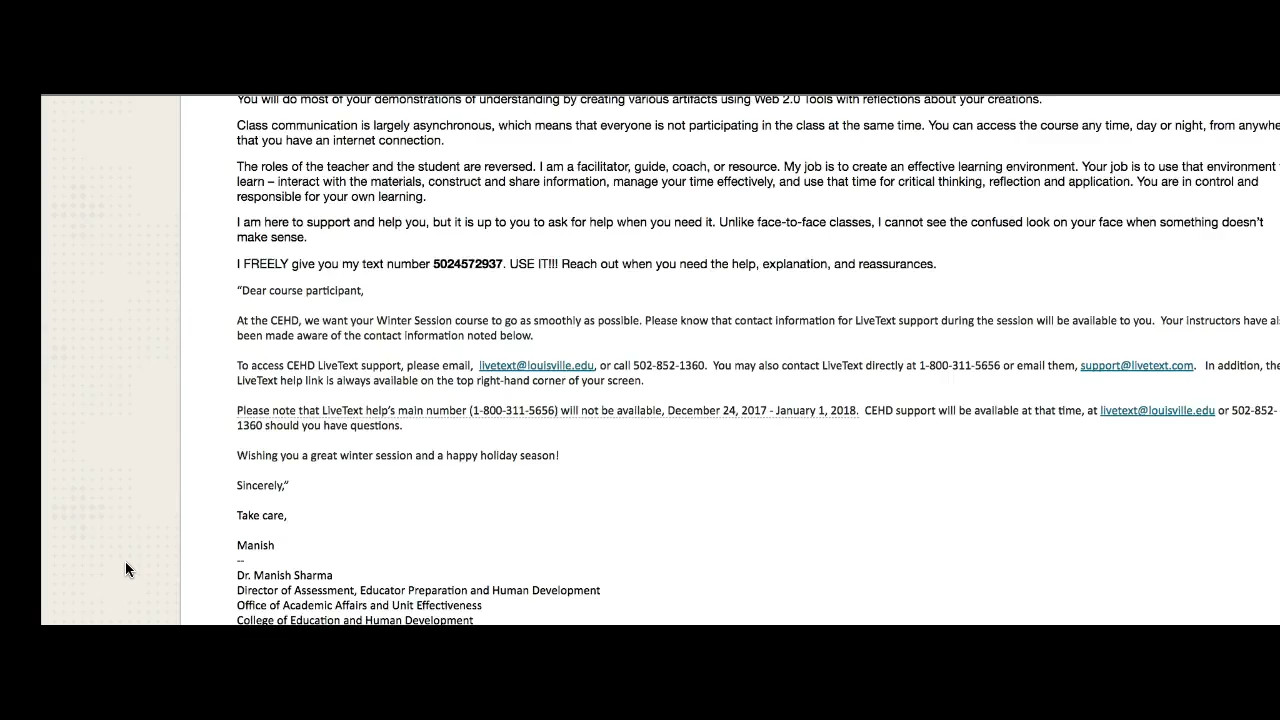 You will do most of your demonstrations of understanding by creating various artifacts using Web 2.0 Tools with reflections about your creations.
Class communication is largely asynchronous, which means that everyone is not participating in the class at the same time. You can access the course any time, day or night, from anywhe
that you have an internet connection.
The roles of the teacher and the student are reversed. I am a facilitator, guide, coach, or resource. My job is to create an effective learning environment. Your job is to use that environment
learn – interact with the materials, construct and share information, manage your time effectively, and use that time for critical thinking, reflection and application. You are in control and
responsible for your own learning.
I am here to support and help you, but it is up to you to ask for help when you need it. Unlike face-to-face classes, I cannot see the confused look on your face when something doesn’t
make sense.
I FREELY give you my text number 5024572937. USE IT!!! Reach out when you need the help, explanation, and reassurances.
“Dear course participant,
At the CEHD, we want your Winter Session course to go as smoothly as possible. Please know that contact information for LiveText support during the session will be available to you. Your instructors have als
been made aware of the contact information noted below.
To access CEHD LiveText support, please email, livetext@louisville.edu, or call 502-852-1360. You may also contact LiveText directly at 1-800-311-5656 or email them, support@livetext.com. In addition, the
LiveText help link is always available on the top right-hand corner of your screen.
Please note that LiveText help’s main number (1-800-311-5656) will not be available, December 24, 2017 - January 1, 2018. CEHD support will be available at that time, at livetext@louisville.edu or 502-852-
1360 should you have questions.
Wishing you a great winter session and a happy holiday season!
Sincerely,”
Take care,
Manish
--
Dr. Manish Sharma
Director of Assessment, Educator Preparation and Human Development
Office of Academic Affairs and Unit Effectiveness
College of Education and Human Development